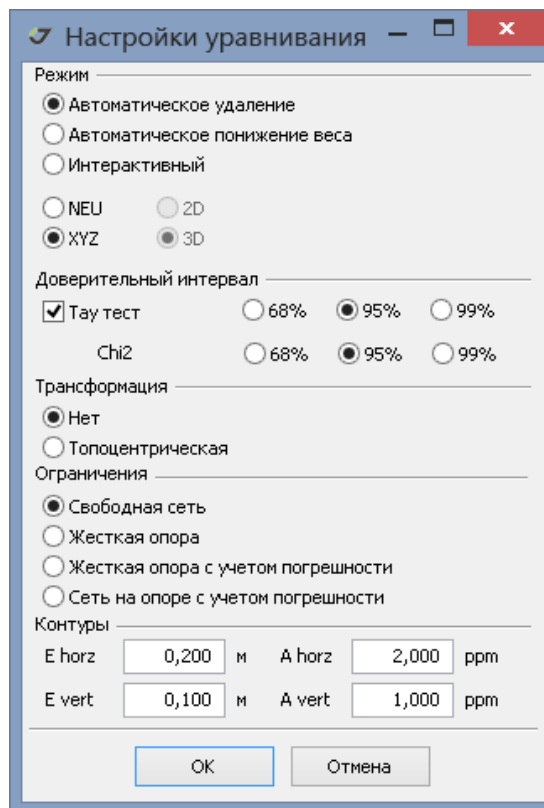 Настройки уравнивания
Режим
Автоматическое удаление
Автоматическое понижение веса
Интерактивный
NEU 2D
XYZ 3D
Доверительный интервал
Тау тест 68% 95% 99%
Chi2 68% 95% 99%
Трансформация
Нет
Топоцентрическая
Ограничения
Свободная сеть
Жесткая опора
Жесткая опора с учетом погрешности
Сеть на опоре с учетом погрешности
Контуры
E horz 0,200 м A horz 2,000 ppm
E vert 0,100 м A vert 1,000 ppm
OK Отмена